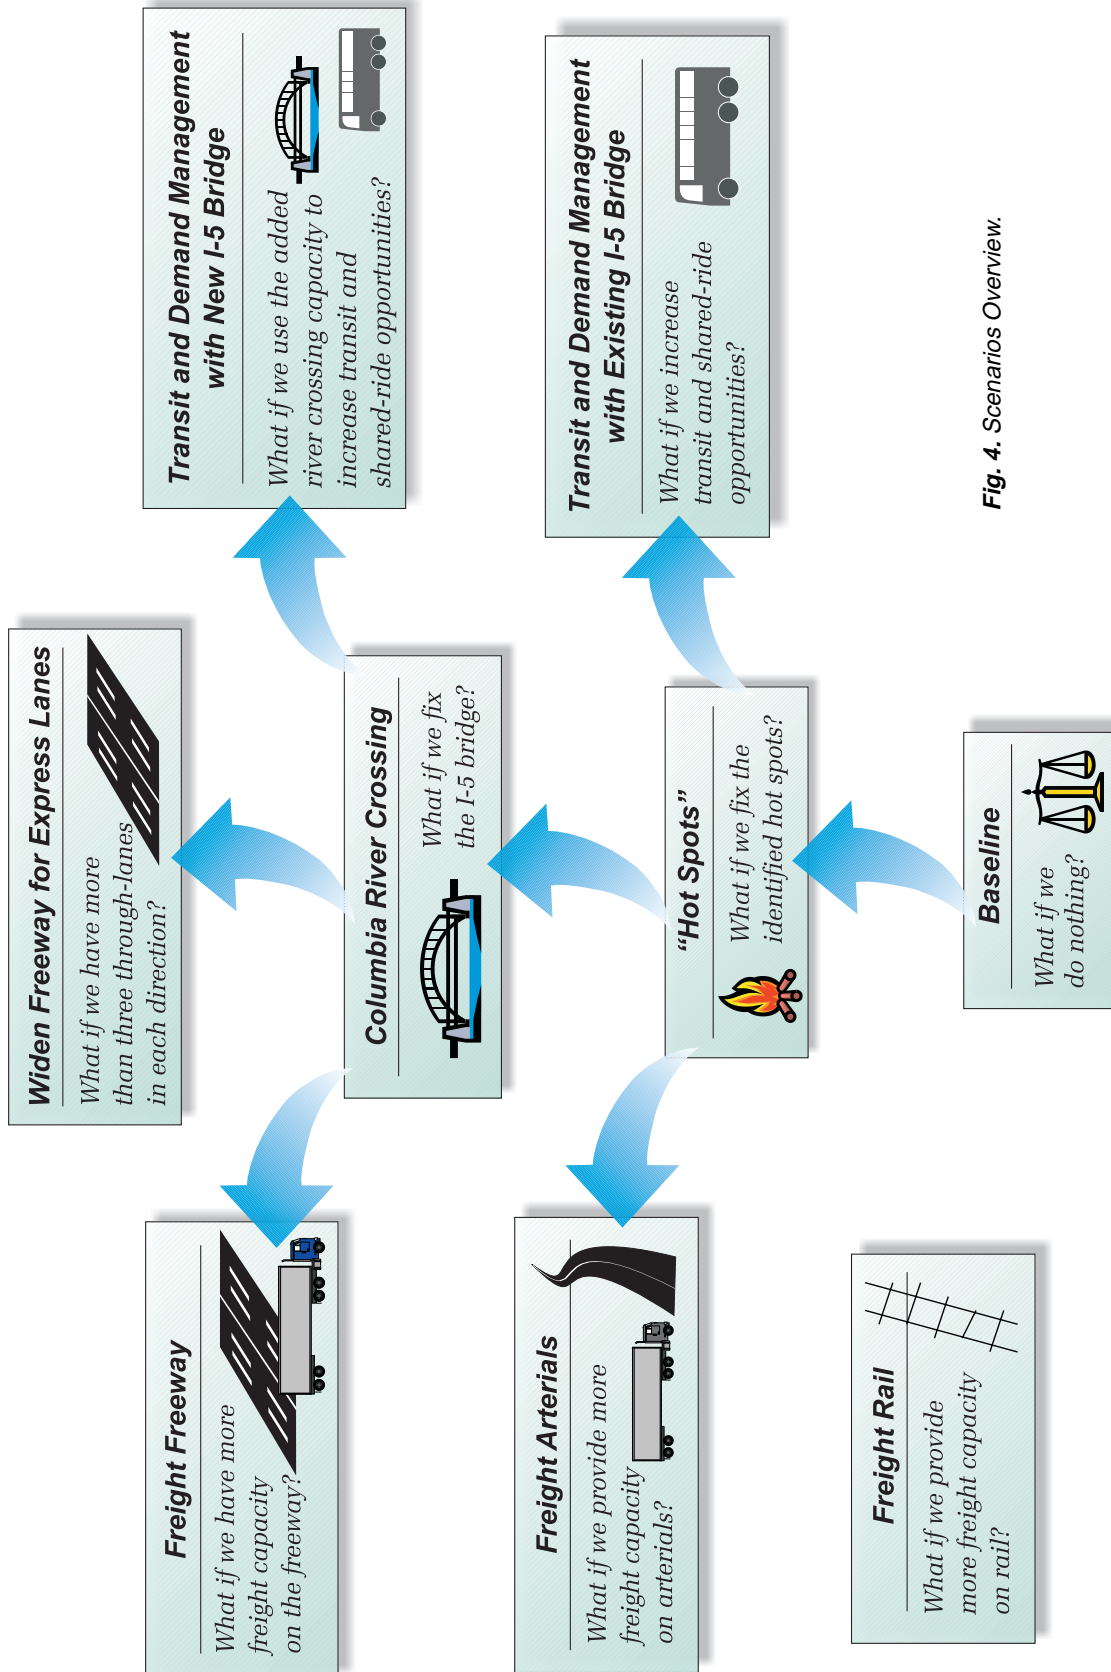 Freight Freeway
What if we have more
freight capacity
on the freeway?
Widen Freeway for Express Lanes
What if we have more
than three through-lanes
in each direction?
Transit and Demand Management
with New I-5 Bridge
What if we use the added
river crossing capacity to
increase transit and
shared-ride opportunities?
Columbia River Crossing
What if we fix
the I-5 bridge?
Freight Arterials
What if we provide more
freight capacity
on arterials?
“Hot Spots”
What if we fix the
identified hot spots?
Transit and Demand Management
with Existing I-5 Bridge
What if we increase
transit and shared-ride
opportunities?
Freight Rail
What if we provide
more freight capacity
on rail?
Baseline
What if we
do nothing?
Fig. 4. Scenarios Overview.